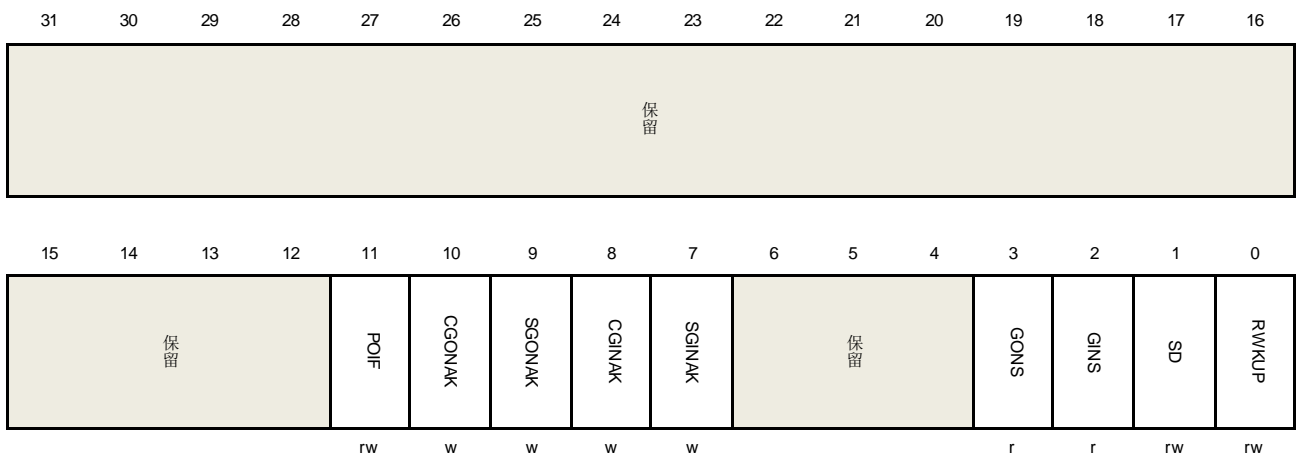 31 30 29 28 27 26 25 24 23 22 21 20 19 18 17 16
保留
15 14 13 12 11 10 9 8 7 6 5 4 3 2 1 0
保留 POIF CGONAK SGONAK CGINAK SGINAK 保留 GONS GINS SD RWKUP
rw w w w w r r rw rw